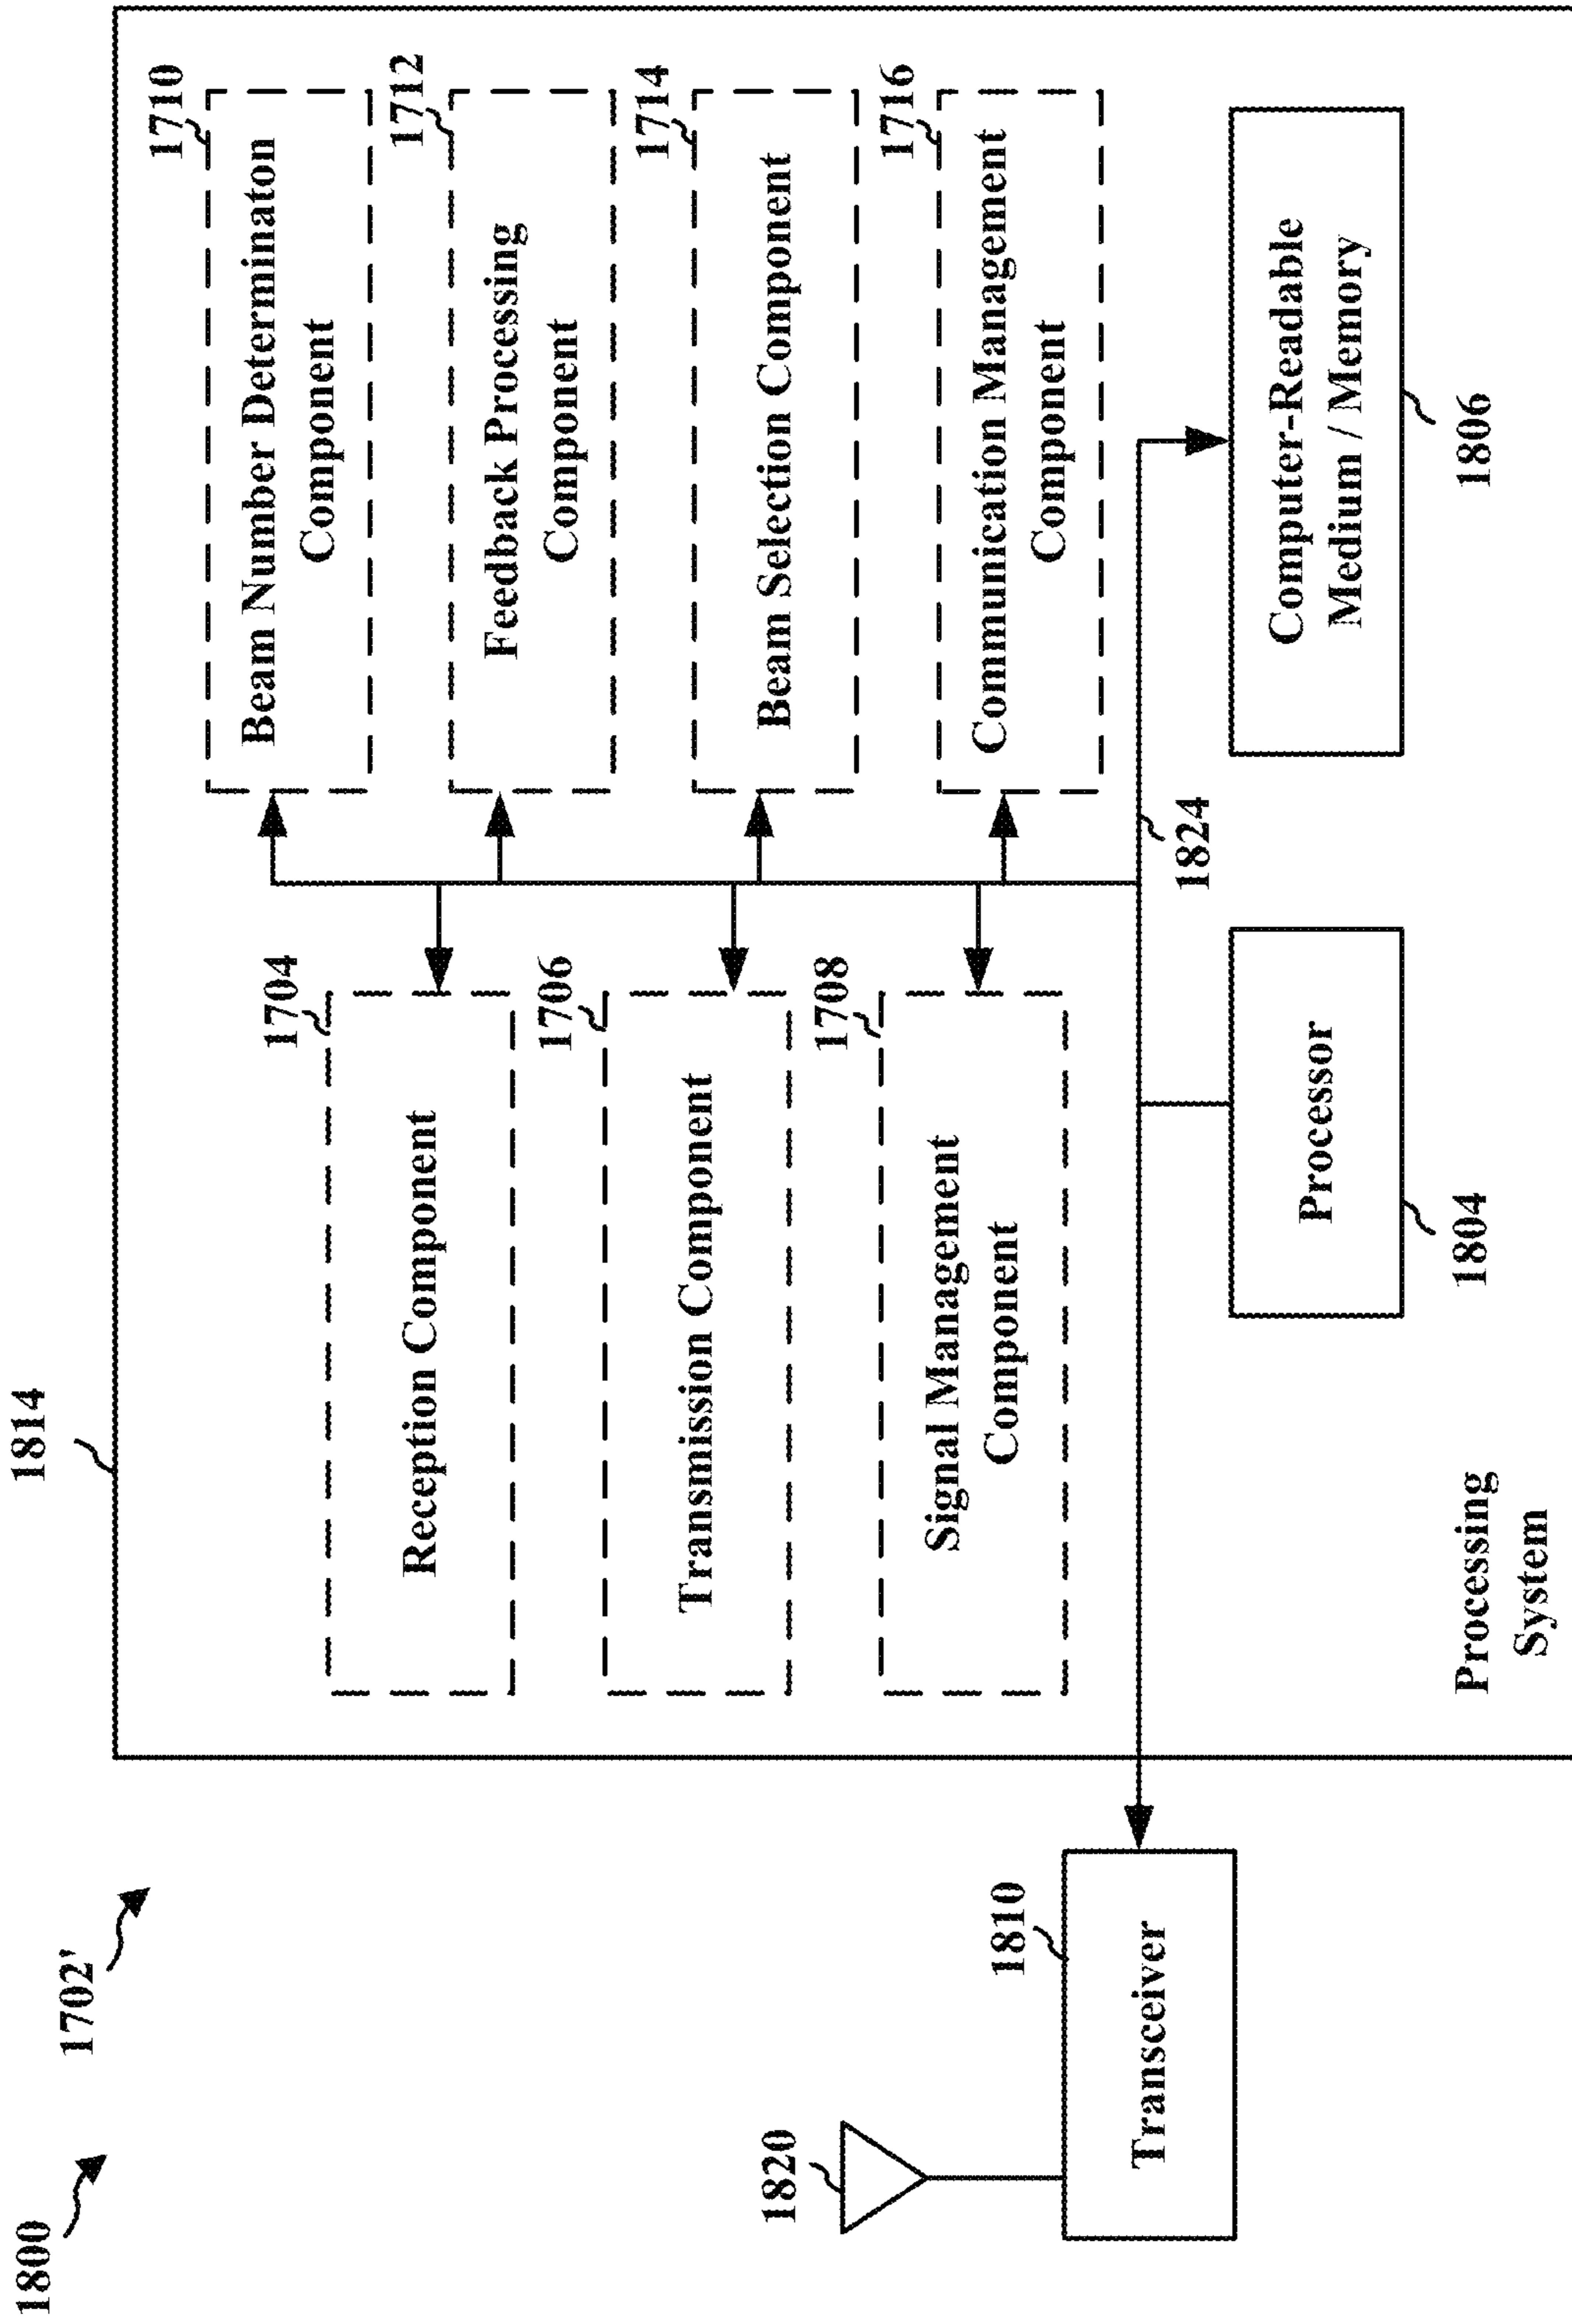 1800
1702'
1814
1704
Reception Component
1706
Transmission Component
1708
Signal Management
Component
1710
Beam Number Determinaton
Component
1712
Feedback Processing
Component
1714
Beam Selection Component
1716
Communication Management
Component
1820
1810
Transceiver
1824
Processor
1804
Computer-Readable
Medium / Memory
1806
Processing
System